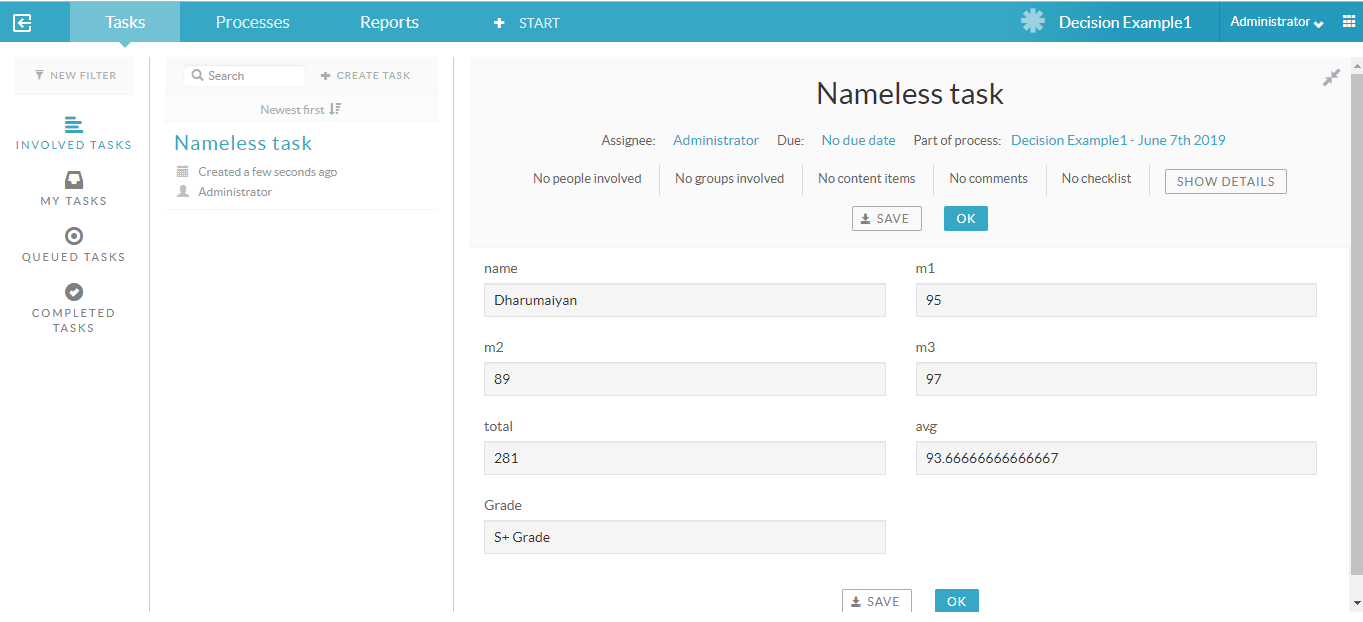 Tasks Processes Reports START Decision Example1 Administrator
NEW FILTER
INVOLVED TASKS
MY TASKS
QUEUED TASKS
COMPLETED
TASKS
Search CREATE TASK
Newest first
Nameless task
Created a few seconds ago
Administrator
Nameless task
Assignee: Administrator Due: No due date Part of process: Decision Example1 - June 7th 2019
No people involved No groups involved No content items No comments No checklist SHOW DETAILS
SAVE OK
name m1
Dharumaiyan 95
m2 m3
89 97
total avg
281 93.66666666666667
Grade
S+ Grade
SAVE OK